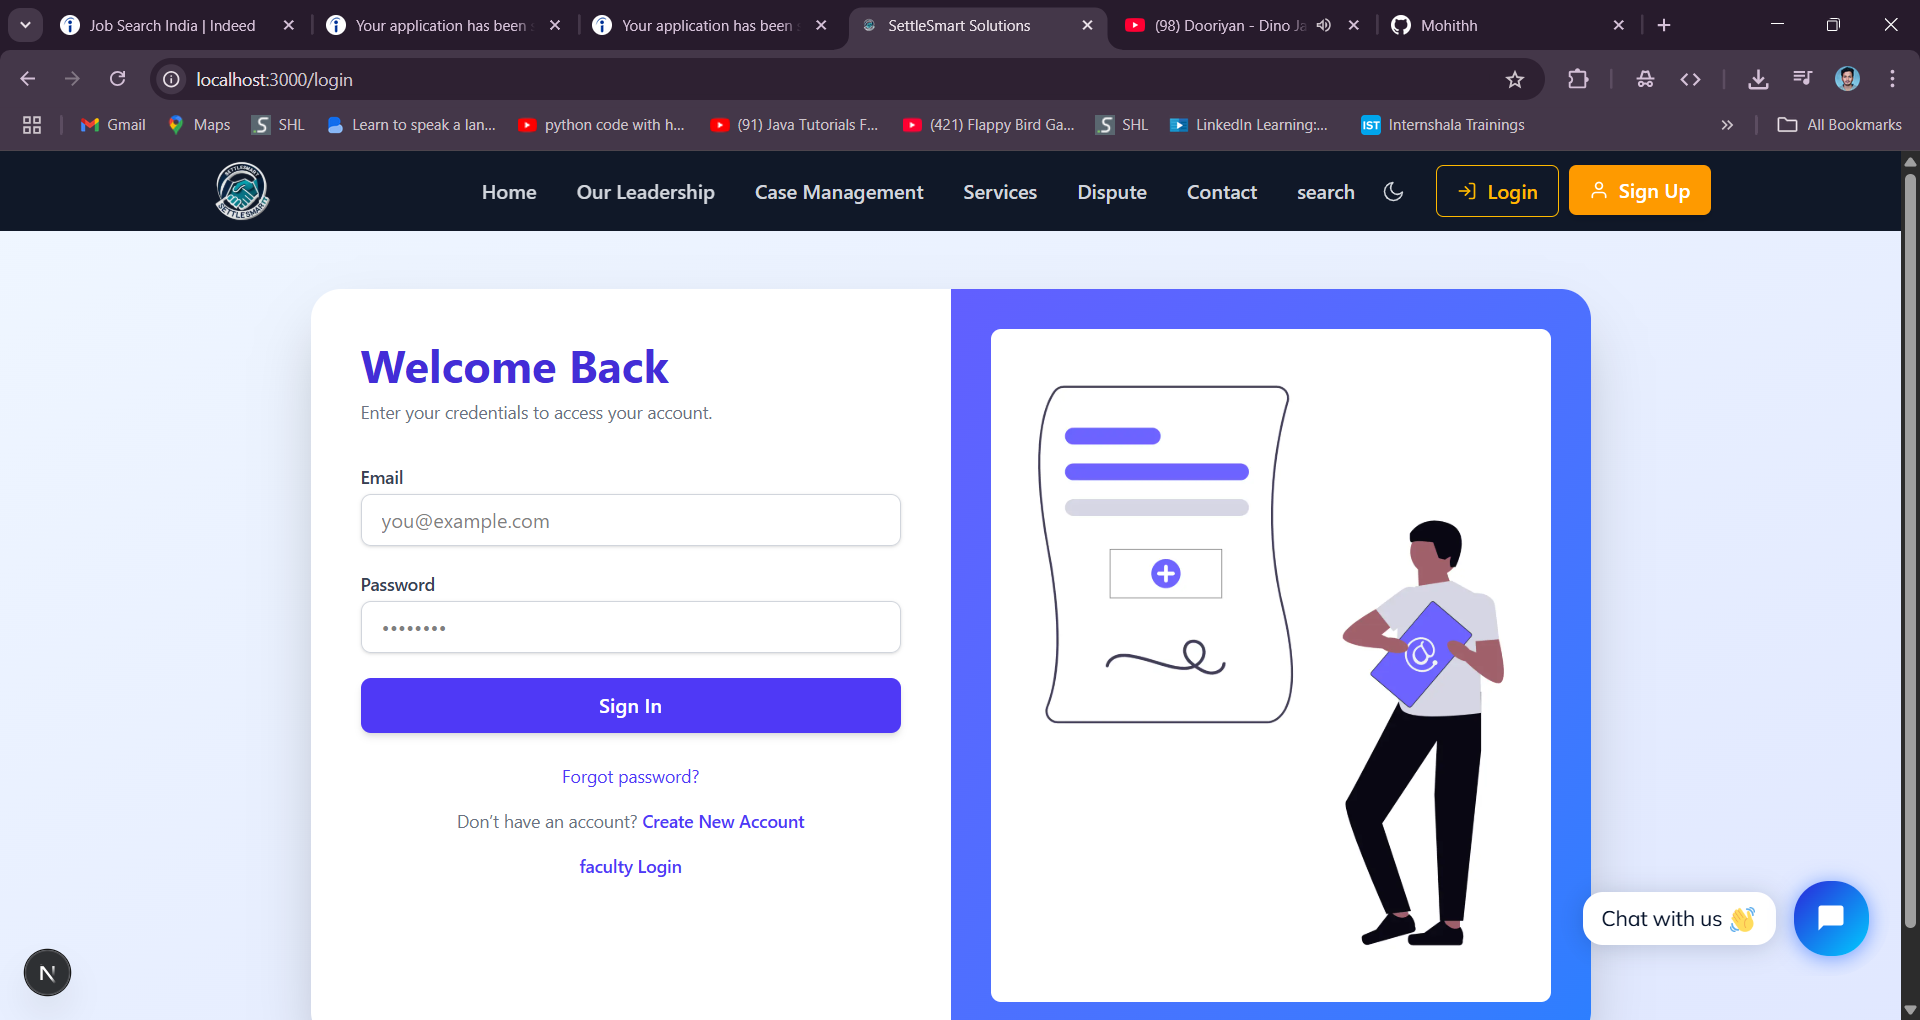 Job Search India | Indeed
Your application has been s
Your application has been s
SettleSmart Solutions
(98) Dooriyan - Dino Ja
Mohithh
localhost:3000/login
Gmail
Maps
SHL
Learn to speak a lan...
python code with h...
(91) Java Tutorials F...
(421) Flappy Bird Ga...
SHL
LinkedIn Learning:...
IST
Internshala Trainings
All Bookmarks
SETTLESMART
SETTLESMART
Home
Our Leadership
Case Management
Services
Dispute
Contact
search
Login
Sign Up
Welcome Back
Enter your credentials to access your account.
Email
you@example.com
Password
••••••••
Sign In
Forgot password?
Don't have an account? Create New Account
faculty Login
Chat with us 👋
N